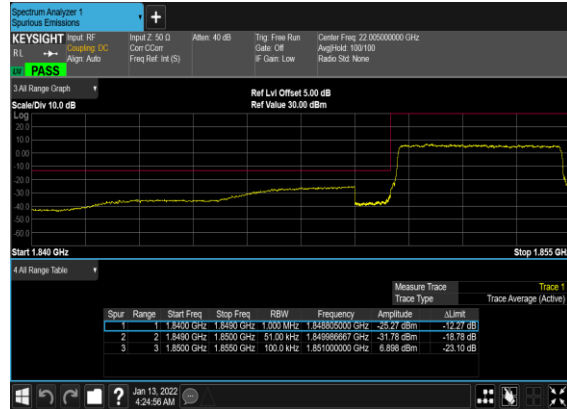 Spectrum Analyzer 1
Spurious Emissions
KEYSIGHT Input: RF Input Z: 50 Ω Atten: 40 dB Trig: Free Run Center Freq: 22.005000000 GHz
RL Coupling: DC Corr CCorr Gate: Off Avg|Hold: 100/100
Align: Auto Freq Ref: Int (S) IF Gain: Low Radio Std: None
PASS
3 All Range Graph
Ref Lvl Offset 5.00 dB
Scale/Div 10.0 dB Ref Value 30.00 dBm
Log
20.0
10.0
0.00
-10.0
-20.0
-30.0
-40.0
-50.0
-60.0
Start 1.840 GHz Stop 1.855 GH
4 All Range Table
Measure Trace Trace 1
Trace Type Trace Average (Active)
Spur Range Start Freq Stop Freq RBW Frequency Amplitude ΔLimit
1 1 1.8400 GHz 1.8490 GHz 1.000 MHz 1.848805000 GHz -25.27 dBm -12.27 dB
2 2 1.8490 GHz 1.8500 GHz 51.00 kHz 1.849986667 GHz -31.78 dBm -18.78 dB
3 3 1.8500 GHz 1.8550 GHz 100.0 kHz 1.851000000 GHz 6.898 dBm -23.10 dB
Jan 13, 2022
4:24:56 AM